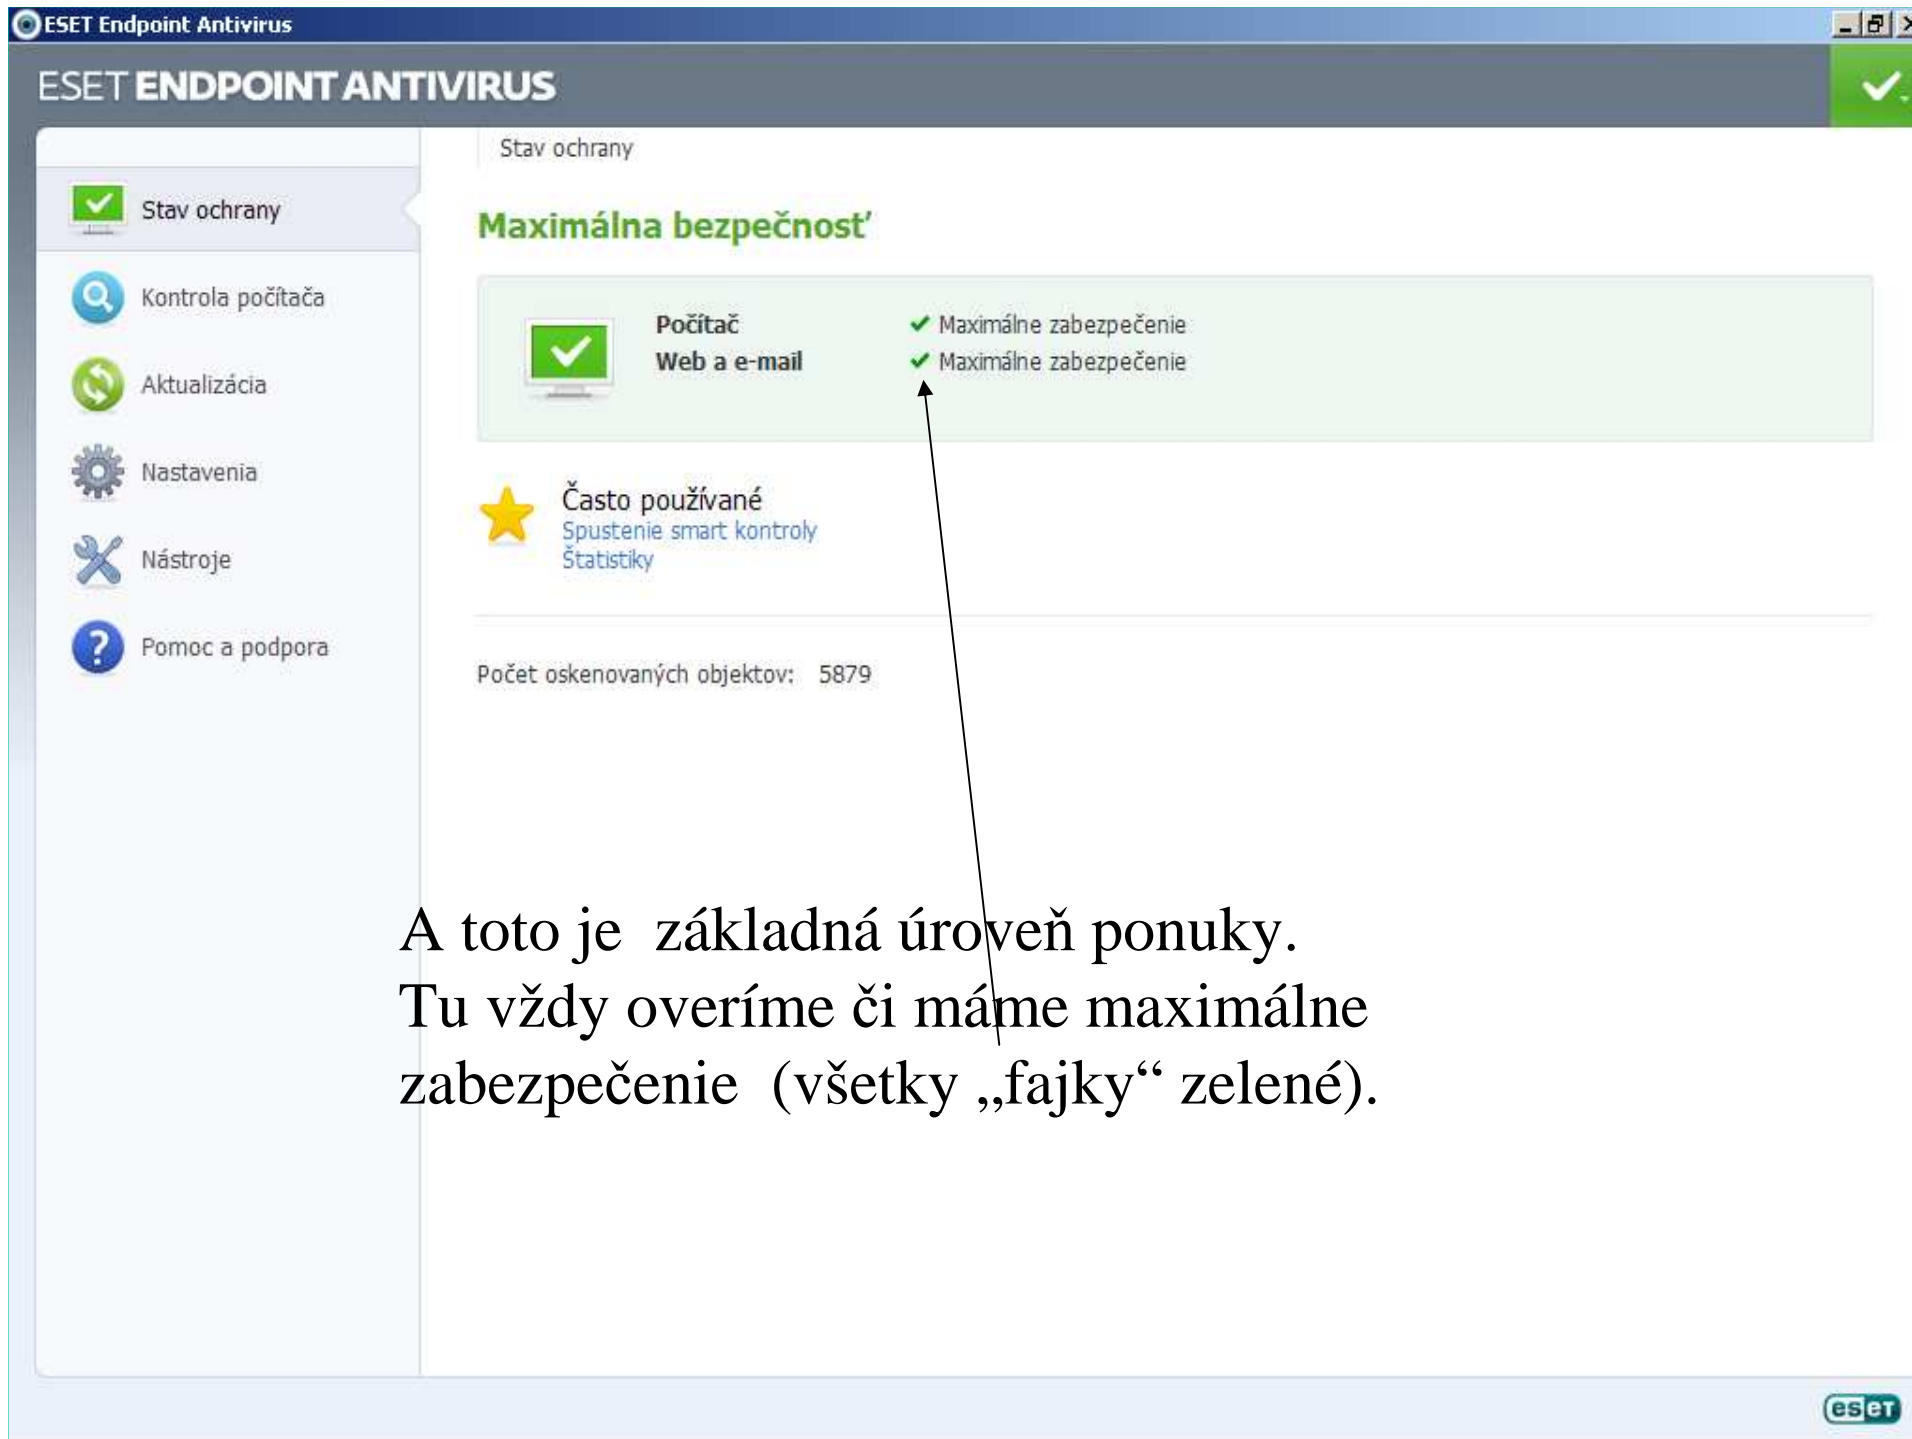 ESET Endpoint Antivirus
ESET ENDPOINT ANTIVIRUS
Stav ochrany
Kontrola počítača
Aktualizácia
Nastavenia
Nástroje
Pomoc a podpora
Stav ochrany
Maximálna bezpečnosť
Počítač Maximálne zabezpečenie
Web a e-mail Maximálne zabezpečenie
Často používané
Spustenie smart kontroly
Štatistiky
Počet oskenovaných objektov: 5879
A toto je základná úroveň ponuky.
Tu vždy overíme či máme maximálne
zabezpečenie (všetky „fajky“ zelené).
eseT